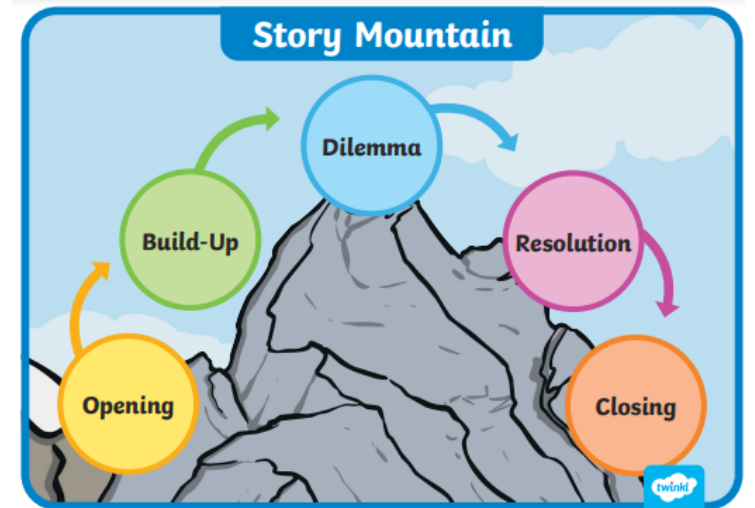 Story Mountain
Dilemma
Build-Up
Resolution
Opening
Closing
twinkl